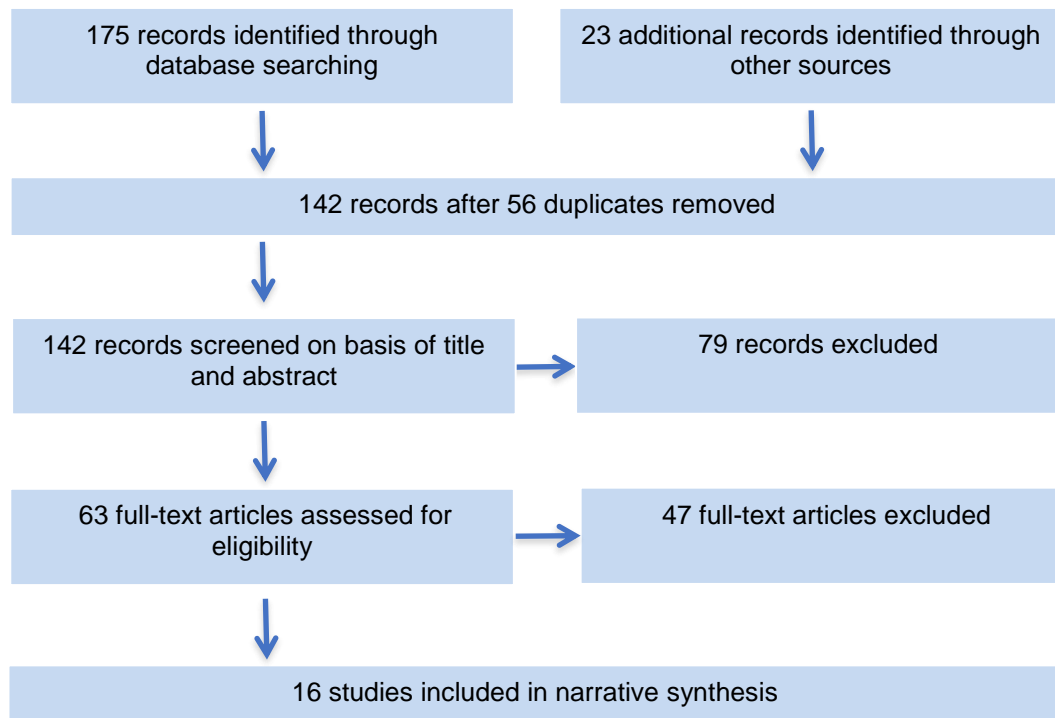 175 records identified through
database searching
23 additional records identified through
other sources
142 records after 56 duplicates removed
142 records screened on basis of title
and abstract
79 records excluded
63 full-text articles assessed for
eligibility
47 full-text articles excluded
16 studies included in narrative synthesis